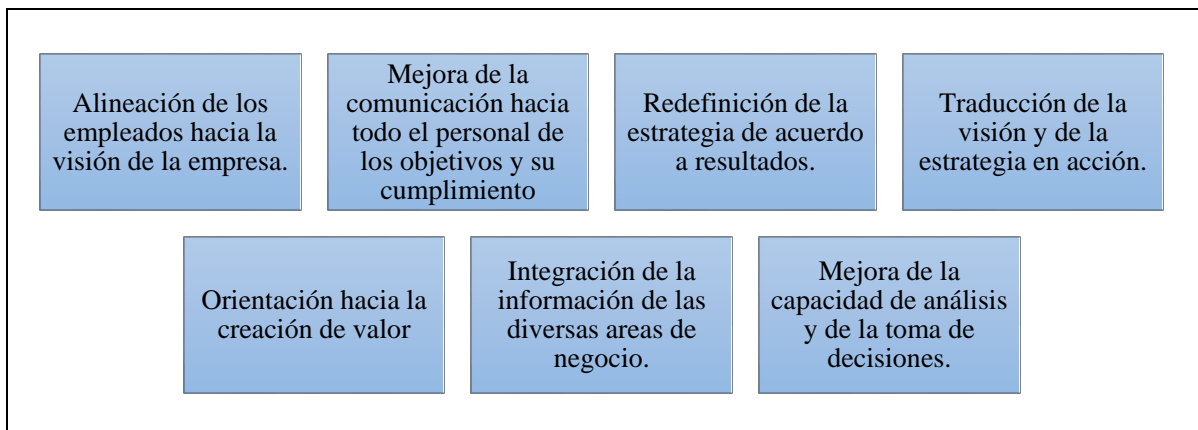 Alineación de los
empleados hacia la
visión de la empresa.
Mejora de la
comunicación hacia
todo el personal de
los objetivos y su
cumplimiento
Redefinición de la
estrategia de acuerdo
a resultados.
Traducción de la
visión y de la
estrategia en acción.
Orientación hacia la
creación de valor
Integración de la
información de las
diversas areas de
negocio.
Mejora de la
capacidad de análisis
y de la toma de
decisiones.